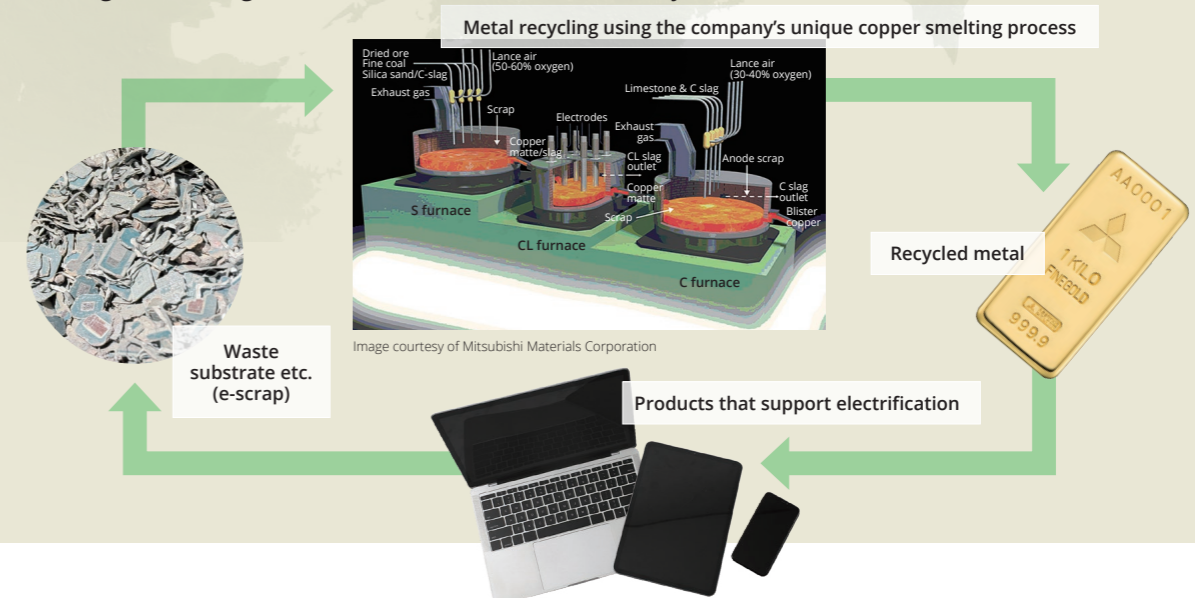 Metal recycling using the company's unique copper smelting process
Dried ore
Fine coal
Silica sand/C-slag
Exhaust gas
Lance air
(50-60% oxygen)
Scrap
Copper
matte/slag
Electrodes
CL slag
outlet
Copper
matte
Limestone & C slag
Lance air
(30-40% oxygen)
Exhaust
gas
Anode scrap
C slag
outlet
Scrap
Blister
copper
S furnace
CL furnace
C furnace
Image courtesy of Mitsubishi Materials Corporation
Recycled metal
AA0001
1 KILO
FINE GOLD
999.9
Waste
substrate etc.
(e-scrap)
Products that support electrification